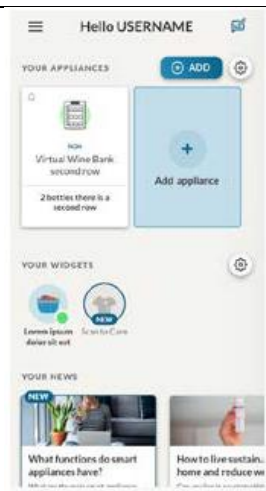 Hello USERNAME
YOUR APPLIANCES
ADD
Virtual Wine Bank
second row
2 bottles there is a
second row
Add appliance
YOUR WIDGETS
NEW
Lorem ipsum
dolor sit est
Scan to Care
YOUR NEWS
NEW
What functions do smart
appliances have?
How to live sustain...
home and reduce we